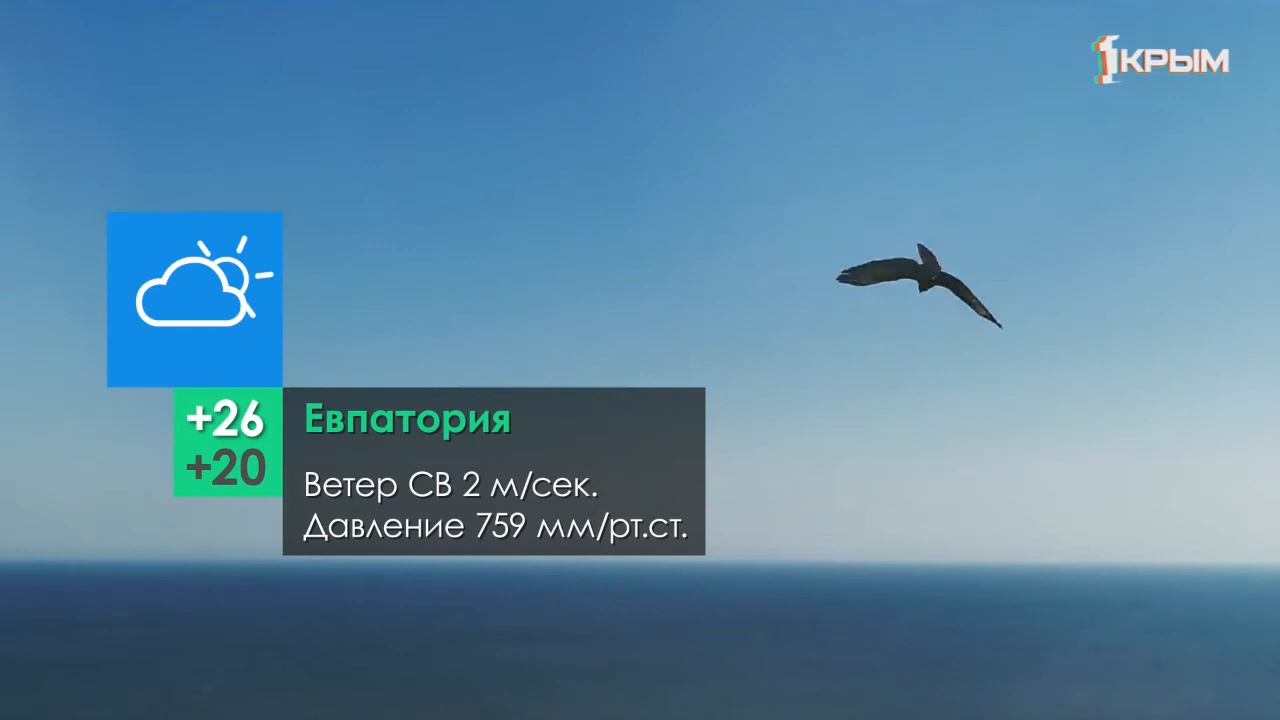 1КРЫМ
+26
+20
Евпатория
Ветер СВ 2 м/сек.
Давление 759 мм/рт.ст.